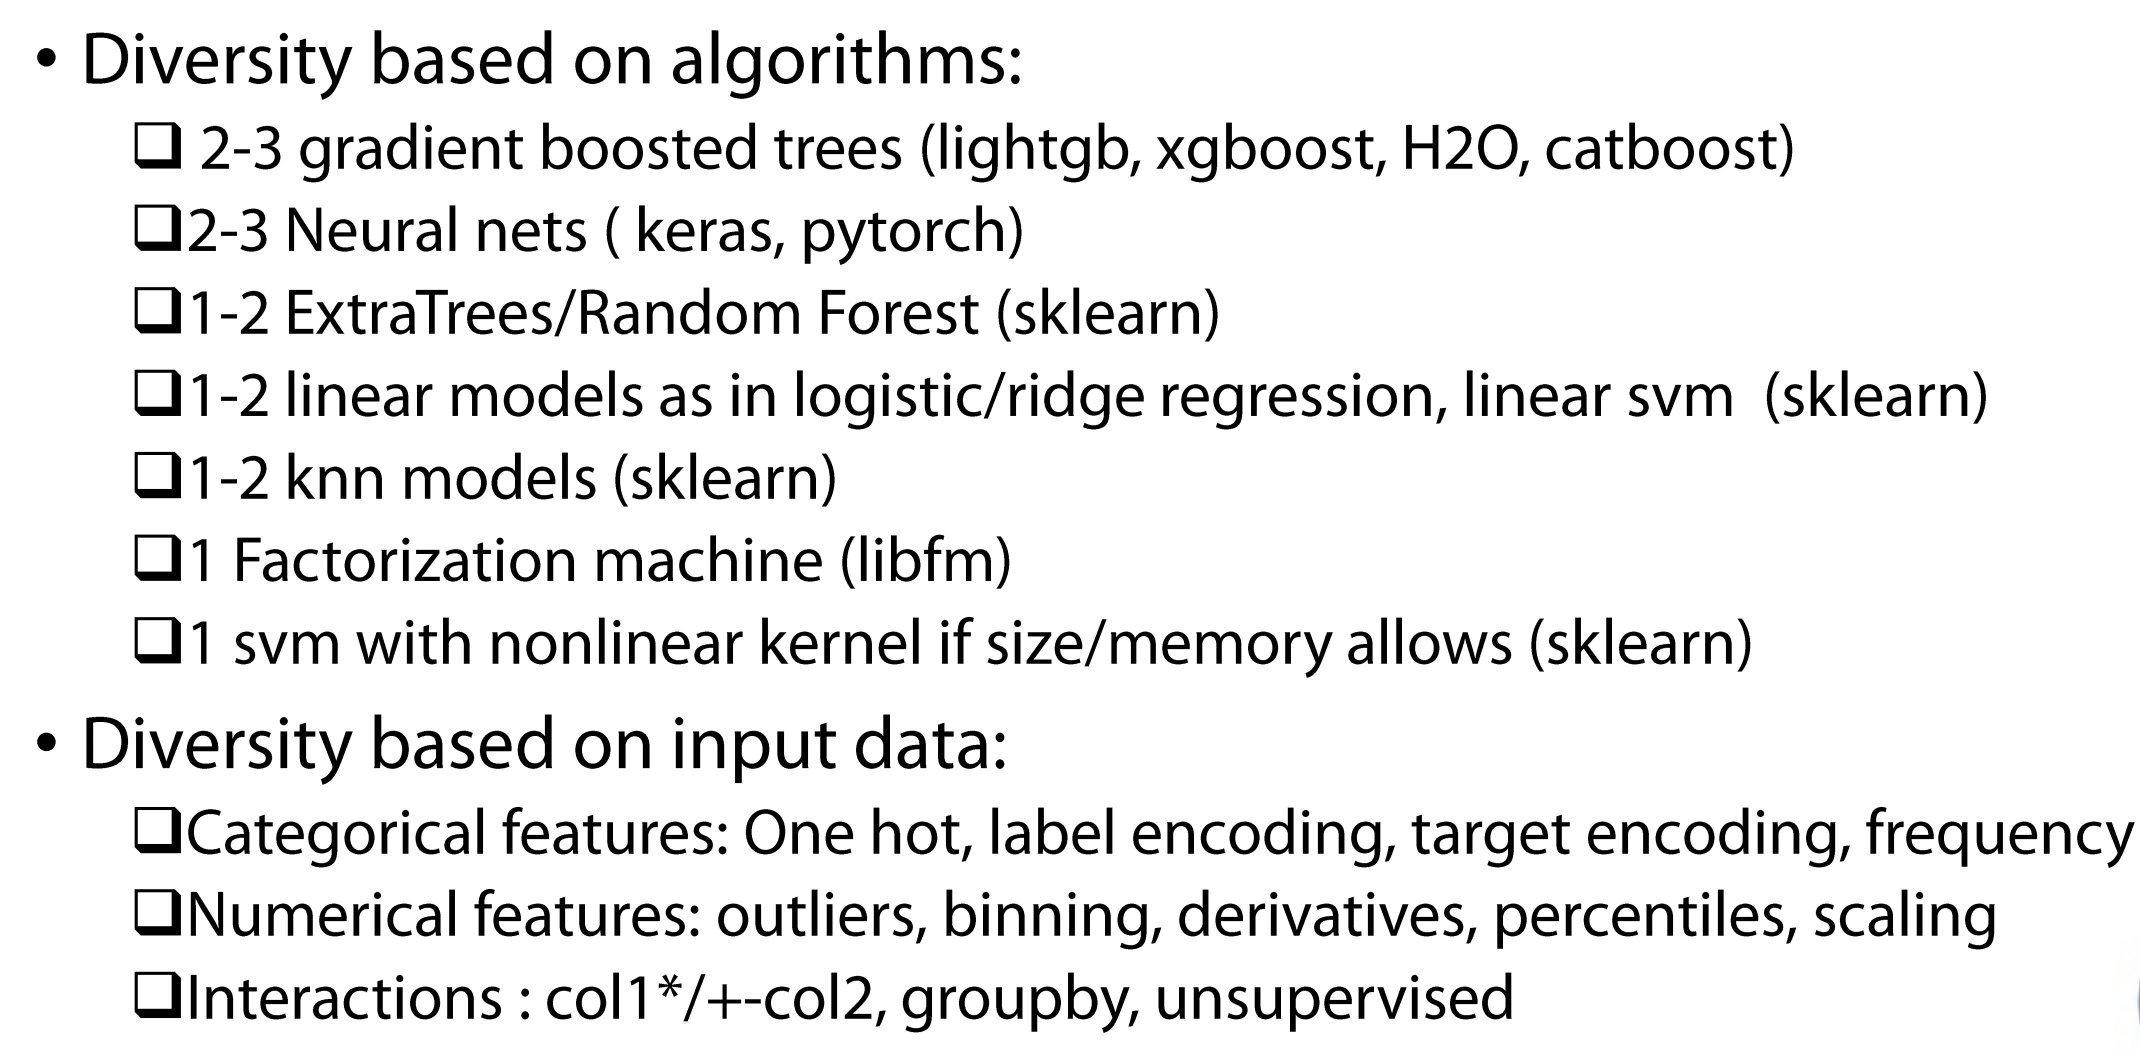 • Diversity based on algorithms:
❑ 2-3 gradient boosted trees (lightgb, xgboost, H2O, catboost)
❑2-3 Neural nets ( keras, pytorch)
❑1-2 ExtraTrees/Random Forest (sklearn)
❑1-2 linear models as in logistic/ridge regression, linear svm  (sklearn)
❑1-2 knn models (sklearn)
❑1 Factorization machine (libfm)
❑1 svm with nonlinear kernel if size/memory allows (sklearn)
• Diversity based on input data:
❑Categorical features: One hot, label encoding, target encoding, frequency
❑Numerical features: outliers, binning, derivatives, percentiles, scaling
❑Interactions : col1*/+-col2, groupby, unsupervised